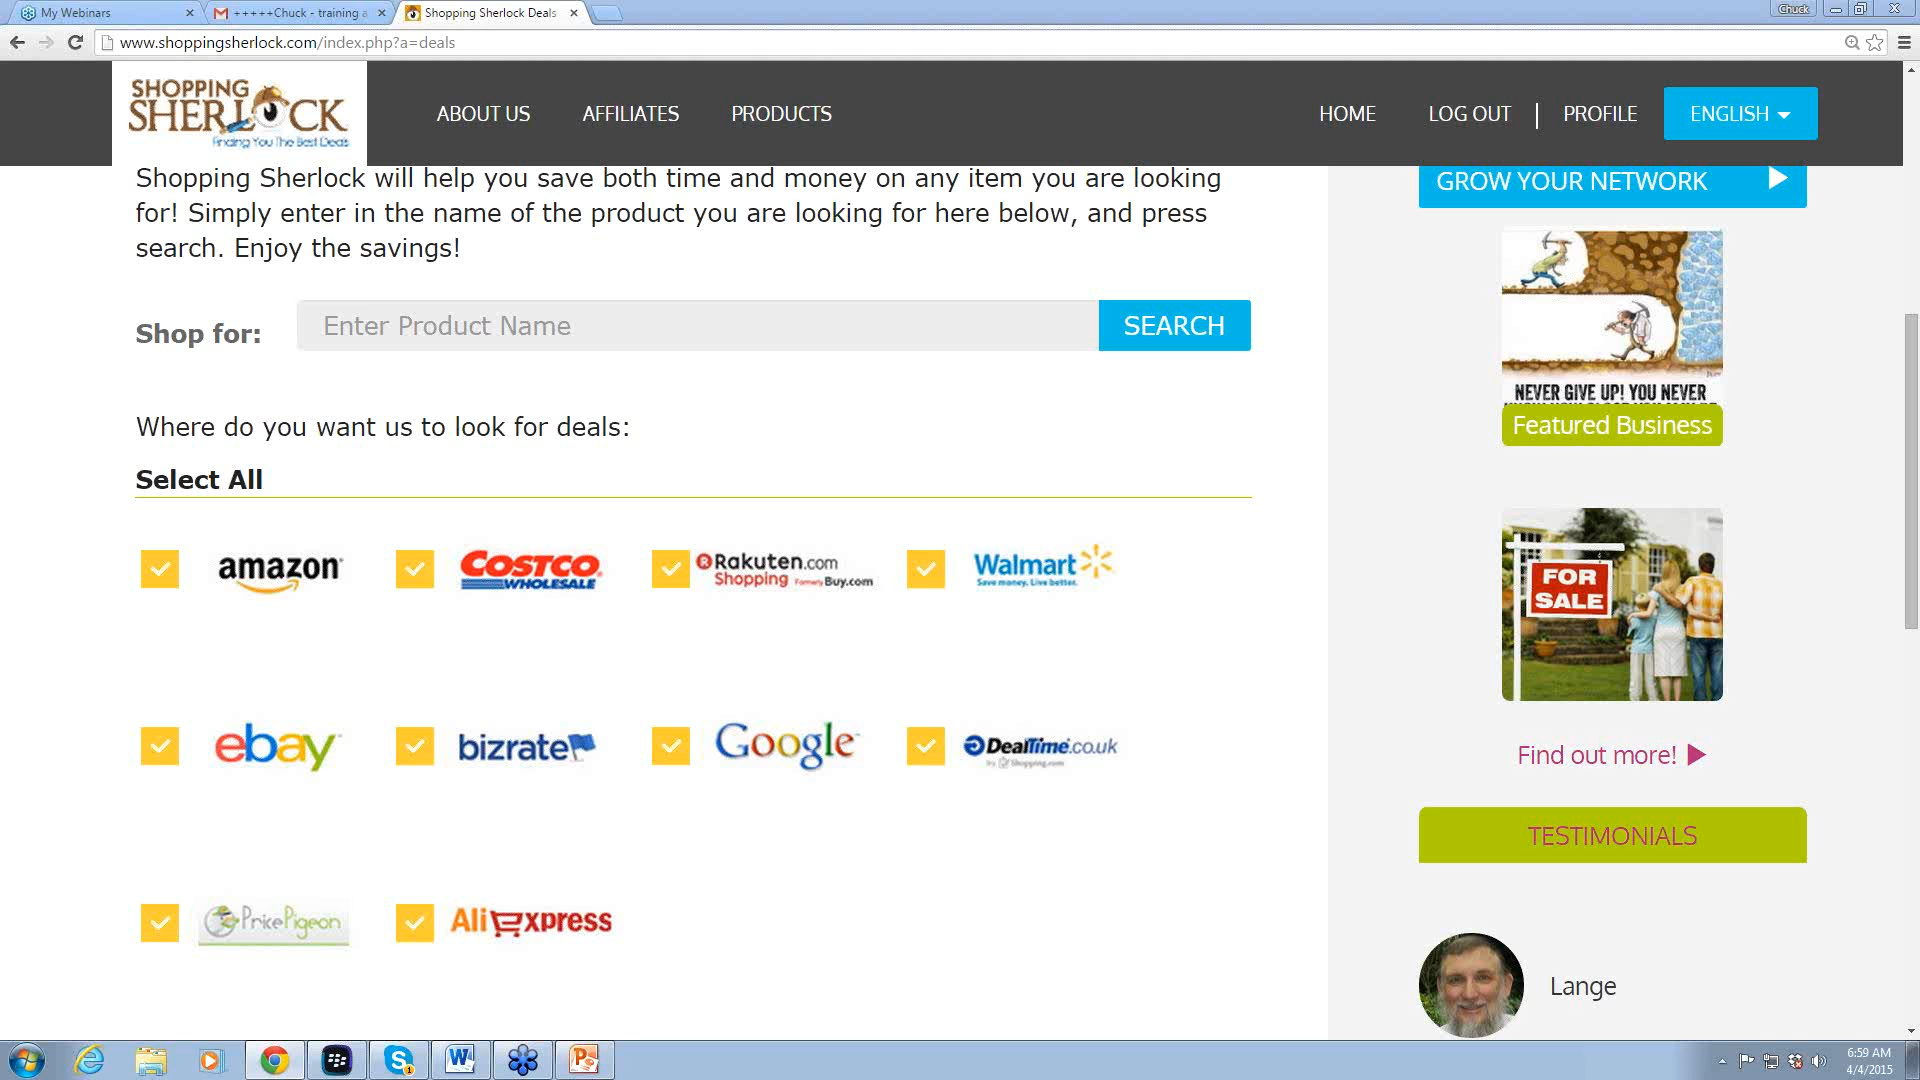 My Webinars
+++++Chuck - training a
Shopping Sherlock Deals
Chuck
www.shoppingsherlock.com/index.php?a=deals
SHOPPING
SHERLOCK
Finding You The Best Deals
ABOUT US
AFFILIATES
PRODUCTS
HOME
LOG OUT
PROFILE
ENGLISH
Shopping Sherlock will help you save both time and money on any item you are looking
for! Simply enter in the name of the product you are looking for here below, and press
search. Enjoy the savings!
Shop for:
Enter Product Name
SEARCH
Where do you want us to look for deals:
Select All
amazon
COSTCO
WHOLESALE
Rakuten.com
Shopping Formerly Buy.com
Walmart
Save money. Live better.
ebay
bizrate
Google
DealTime.co.uk
by Shopping.com
PricePigeon
AliExpress
GROW YOUR NETWORK
NEVER GIVE UP! YOU NEVER
Featured Business
FOR
SALE
Find out more!
TESTIMONIALS
Lange
6:59 AM
4/4/2015